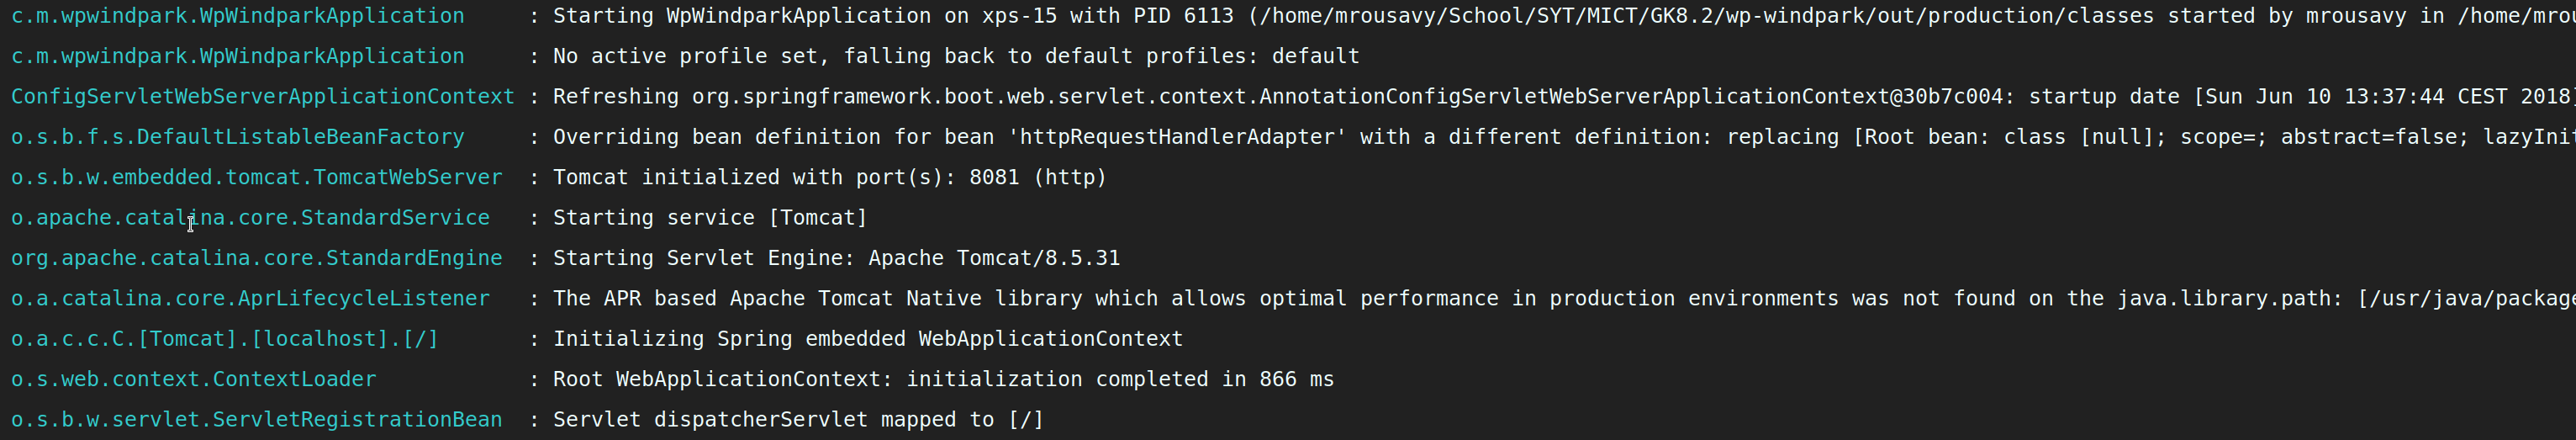 c.m.wpwindpark.WpWindparkApplication : Starting WpWindparkApplication on xps-15 with PID 6113 (/home/mrousavy/School/SYT/MICT/GK8.2/wp-windpark/out/production/classes started by mrousavy in /home/mrou
c.m.wpwindpark.WpWindparkApplication : No active profile set, falling back to default profiles: default
ConfigServletWebServerApplicationContext : Refreshing org.springframework.boot.web.servlet.context.AnnotationConfigServletWebServerApplicationContext@30b7c004: startup date [Sun Jun 10 13:37:44 CEST 2018]
o.s.b.f.s.DefaultListableBeanFactory : Overriding bean definition for bean 'httpRequestHandlerAdapter' with a different definition: replacing [Root bean: class [null]; scope=; abstract=false; lazyInit
o.s.b.w.embedded.tomcat.TomcatWebServer : Tomcat initialized with port(s): 8081 (http)
o.apache.catalina.core.StandardService : Starting service [Tomcat]
org.apache.catalina.core.StandardEngine : Starting Servlet Engine: Apache Tomcat/8.5.31
o.a.catalina.core.AprLifecycleListener : The APR based Apache Tomcat Native library which allows optimal performance in production environments was not found on the java.library.path: [/usr/java/package
o.a.c.c.C.[Tomcat].[localhost].[/] : Initializing Spring embedded WebApplicationContext
o.s.web.context.ContextLoader : Root WebApplicationContext: initialization completed in 866 ms
o.s.b.w.servlet.ServletRegistrationBean : Servlet dispatcherServlet mapped to [/]